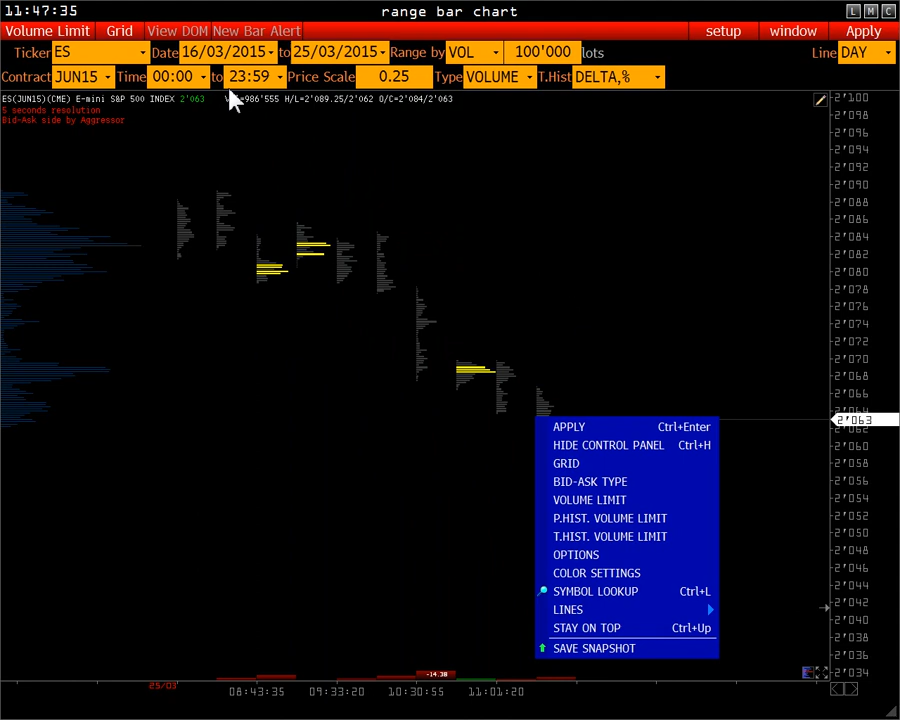 11:47:35 range bar chart L M C
Volume Limit Grid View DOM New Bar Alert setup window Apply
Ticker ES Date 16/03/2015 to 25/03/2015 Range by VOL 100'000 lots Line DAY
Contract JUN15 Time 00:00 to 23:59 Price Scale 0.25 Type VOLUME T.Hist DELTA,%
ES(JUN15)(CME) E-mini S&P 500 INDEX 2'063 =986'555 H/L=2'089.25/2'062 O/C=2'084/2'063
5 seconds resolution
Bid-Ask side by Aggressor
2'100
2'098
2'096
2'094
2'092
2'090
2'088
2'086
2'084
2'082
2'080
2'078
2'076
2'074
2'072
2'070
2'068
2'066
2'064
2'063
2'062
2'060
2'058
2'056
2'054
2'052
2'050
2'048
2'046
2'044
2'042
2'040
2'038
2'036
2'034
APPLY Ctrl+Enter
HIDE CONTROL PANEL Ctrl+H
GRID
BID-ASK TYPE
VOLUME LIMIT
P.HIST. VOLUME LIMIT
T.HIST. VOLUME LIMIT
OPTIONS
COLOR SETTINGS
SYMBOL LOOKUP Ctrl+L
LINES
STAY ON TOP Ctrl+Up
SAVE SNAPSHOT
-14.38
25/03
08:43:35 09:33:20 10:30:55 11:01:20